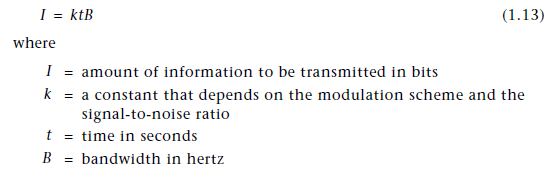 I = ktB (1.13)
where
I = amount of information to be transmitted in bits
k = a constant that depends on the modulation scheme and the
signal-to-noise ratio
t = time in seconds
B = bandwidth in hertz